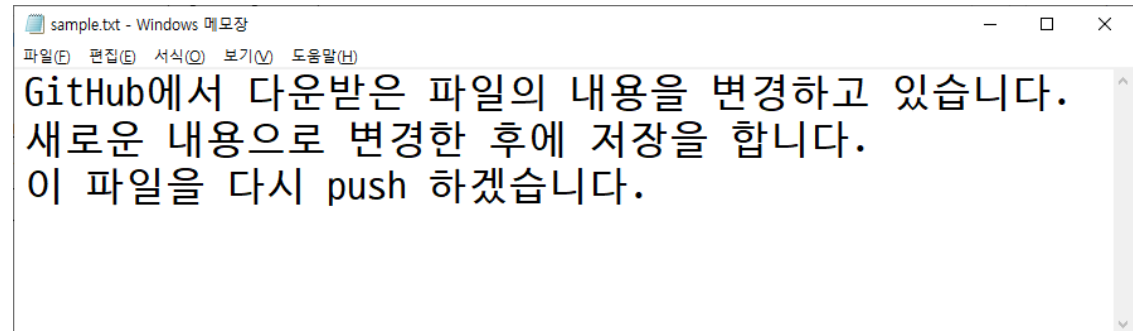 sample.txt - Windows 메모장
파일(F) 편집(E) 서식(O) 보기(V) 도움말(H)
GitHub에서 다운받은 파일의 내용을 변경하고 있습니다.
새로운 내용으로 변경한 후에 저장을 합니다.
이 파일을 다시 push 하겠습니다.